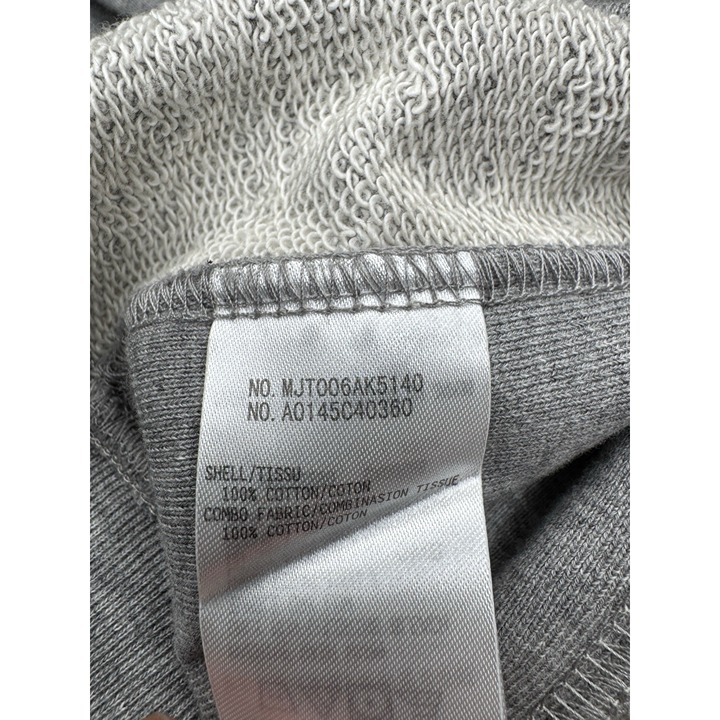 NO. MJT006AK5140
NO. A0145C40360
SHELL/TISSU
100% COTTON/COTON
COMBO FABRIC/COMBINASION TISSUE
100% COTTON/COTON